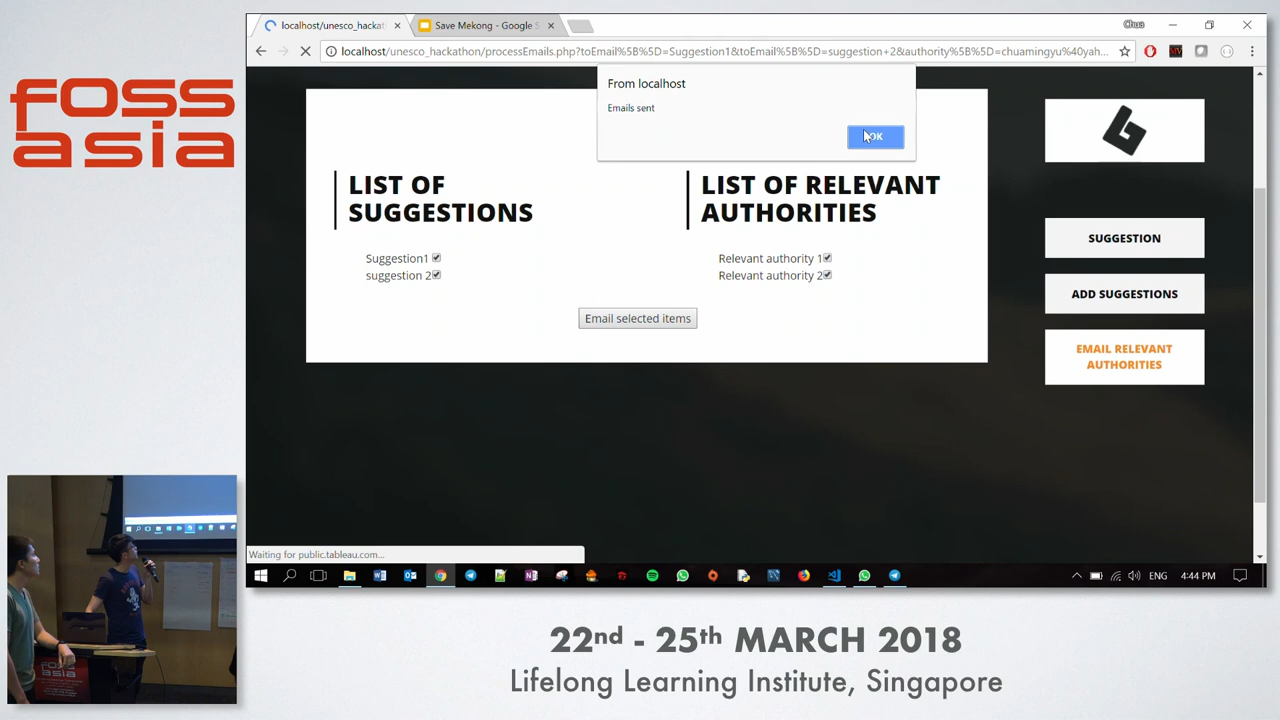 foss
asia
localhost/unesco_hackat
Save Mekong - Google S
Chua
localhost/unesco_hackathon/processEmails.php?toEmail%5B%5D=Suggestion1&toEmail%5B%5D=suggestion+2&authority%5B%5D=chuamingyu%40yah...
From localhost
Emails sent
OK
LIST OF
SUGGESTIONS
Suggestion1
suggestion 2
LIST OF RELEVANT
AUTHORITIES
Relevant authority 1
Relevant authority 2
Email selected items
SUGGESTION
ADD SUGGESTIONS
EMAIL RELEVANT
AUTHORITIES
Waiting for public.tableau.com...
ENG
4:44 PM
foss
asia
22nd - 25th MARCH 2018
Lifelong Learning Institute, Singapore